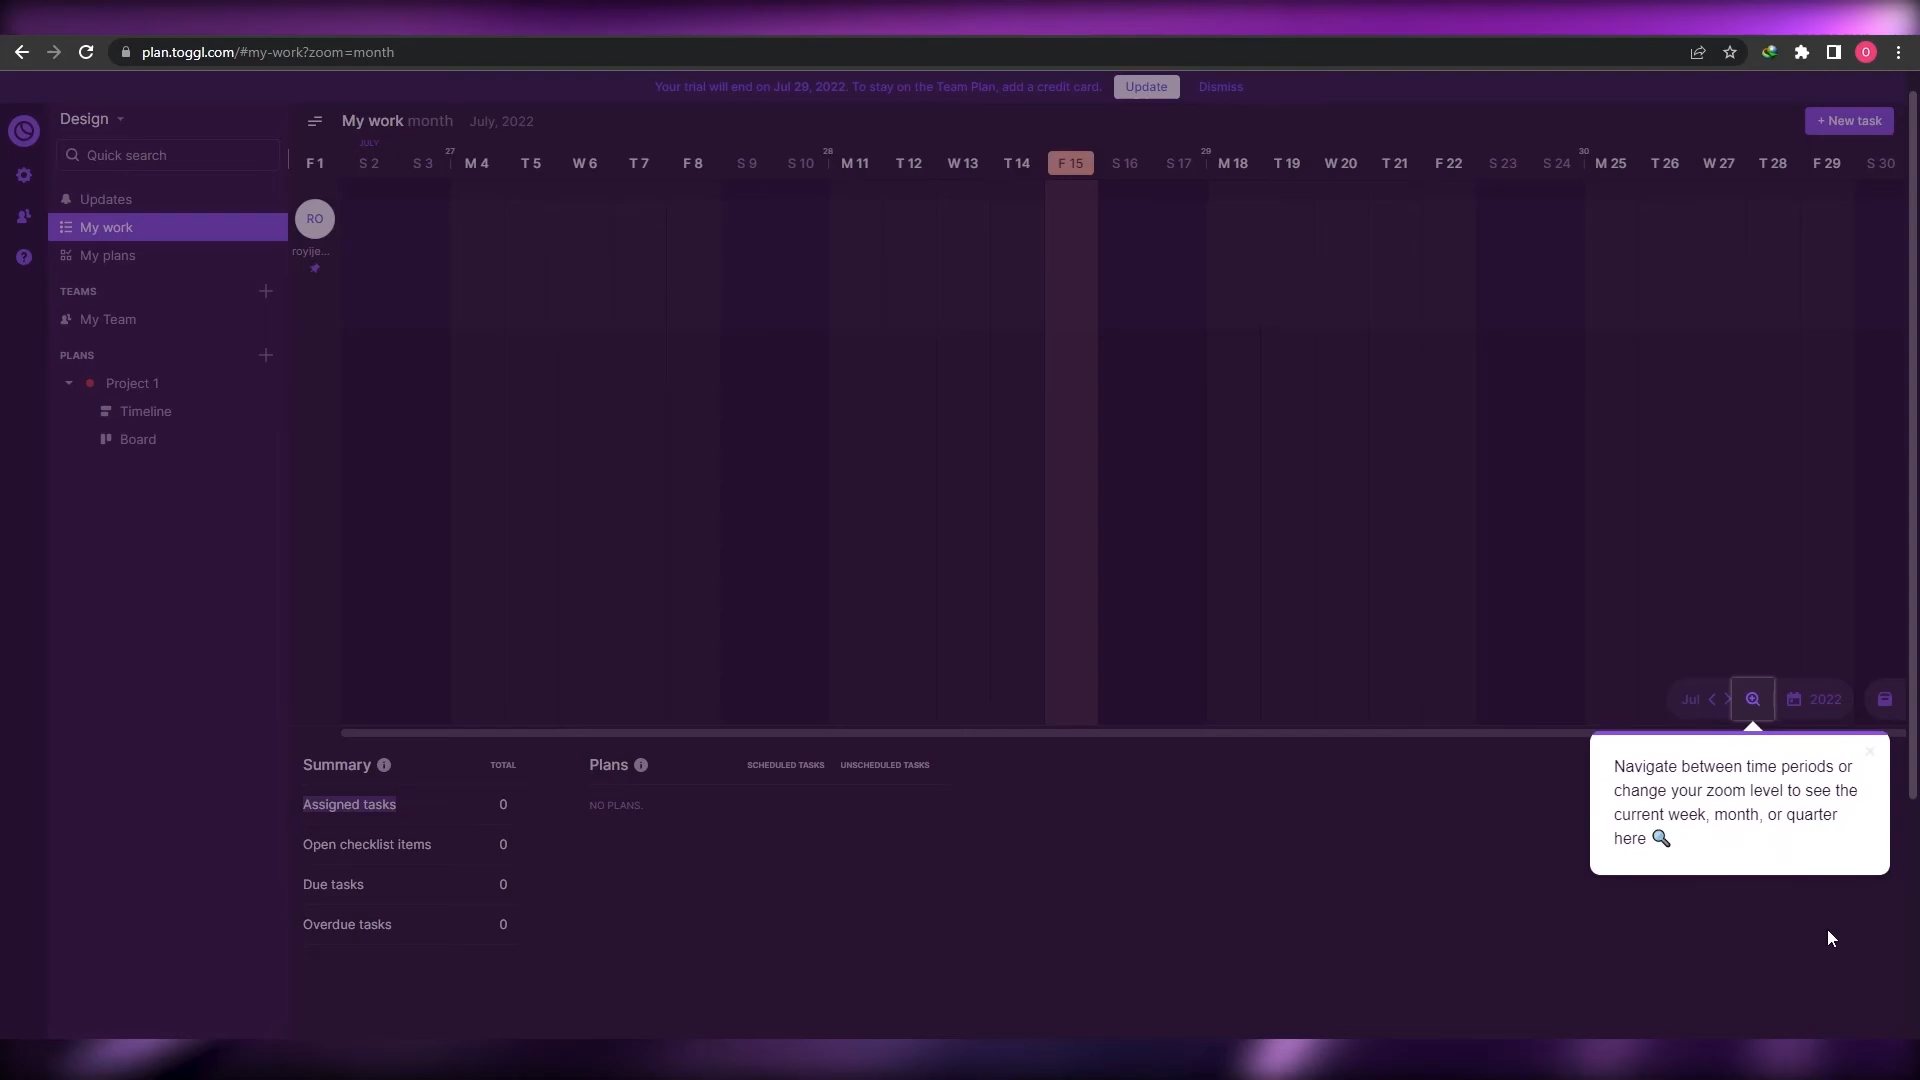 plan.toggl.com/#my-work?zoom=month
O
Your trial will end on Jul 29, 2022. To stay on the Team Plan, add a credit card. Update Dismiss
Design
My work month July, 2022
+ New task
Quick search
JULY
27 28 29 30
F 1 S 2 S 3 M 4 T 5 W 6 T 7 F 8 S 9 S 10 M 11 T 12 W 13 T 14 F 15 S 16 S 17 M 18 T 19 W 20 T 21 F 22 S 23 S 24 M 25 T 26 W 27 T 28 F 29 S 30
Updates
My work
My plans
RO
royije...
TEAMS
My Team
PLANS
Project 1
Timeline
Board
Jul 2022
Navigate between time periods or
change your zoom level to see the
current week, month, or quarter
here 🔍
Summary TOTAL
Assigned tasks 0
Open checklist items 0
Due tasks 0
Overdue tasks 0
Plans SCHEDULED TASKS UNSCHEDULED TASKS
NO PLANS.